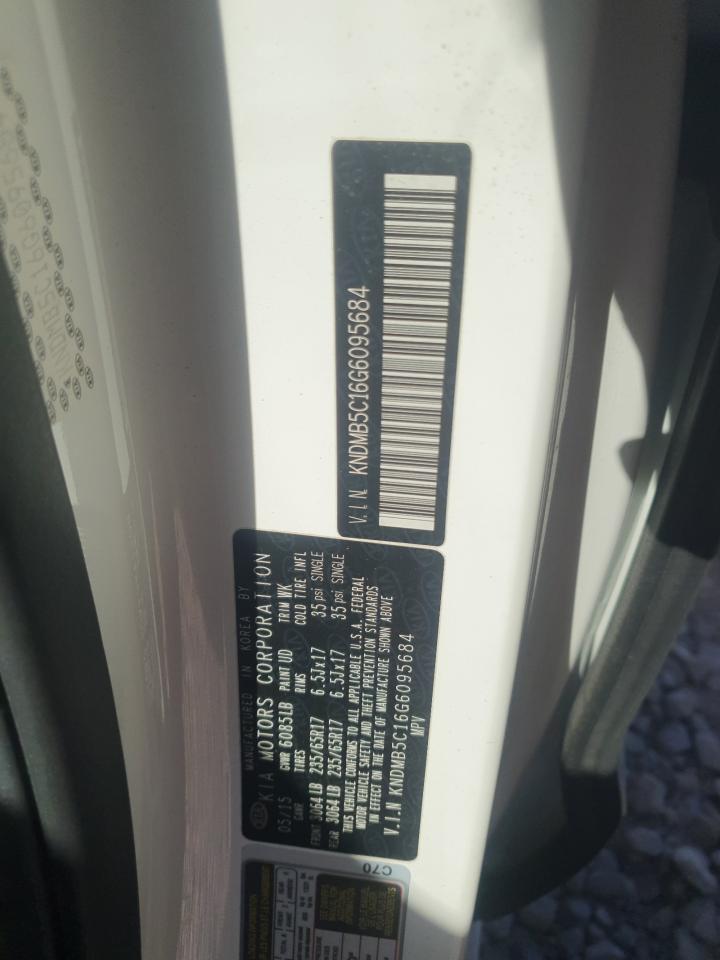 V.I.N KNDMB5C16G6095684
MANUFACTURED IN KOREA BY
KIA MOTORS CORPORATION
05/15 GVWR 6085LB PAINT UD TRIM WK
GAWR TIRES RIMS COLD TIRE INFL
FRONT 3064LB 235/65R17 6.5Jx17 35psi SINGLE
REAR 3064LB 235/65R17 6.5Jx17 35psi SINGLE
THIS VEHICLE CONFORMS TO ALL APPLICABLE U.S.A. FEDERAL
MOTOR VEHICLE SAFETY AND THEFT PREVENTION STANDARDS
IN EFFECT ON THE DATE OF MANUFACTURE SHOWN ABOVE
V.I.N KNDMB5C16G6095684
MPV
C70